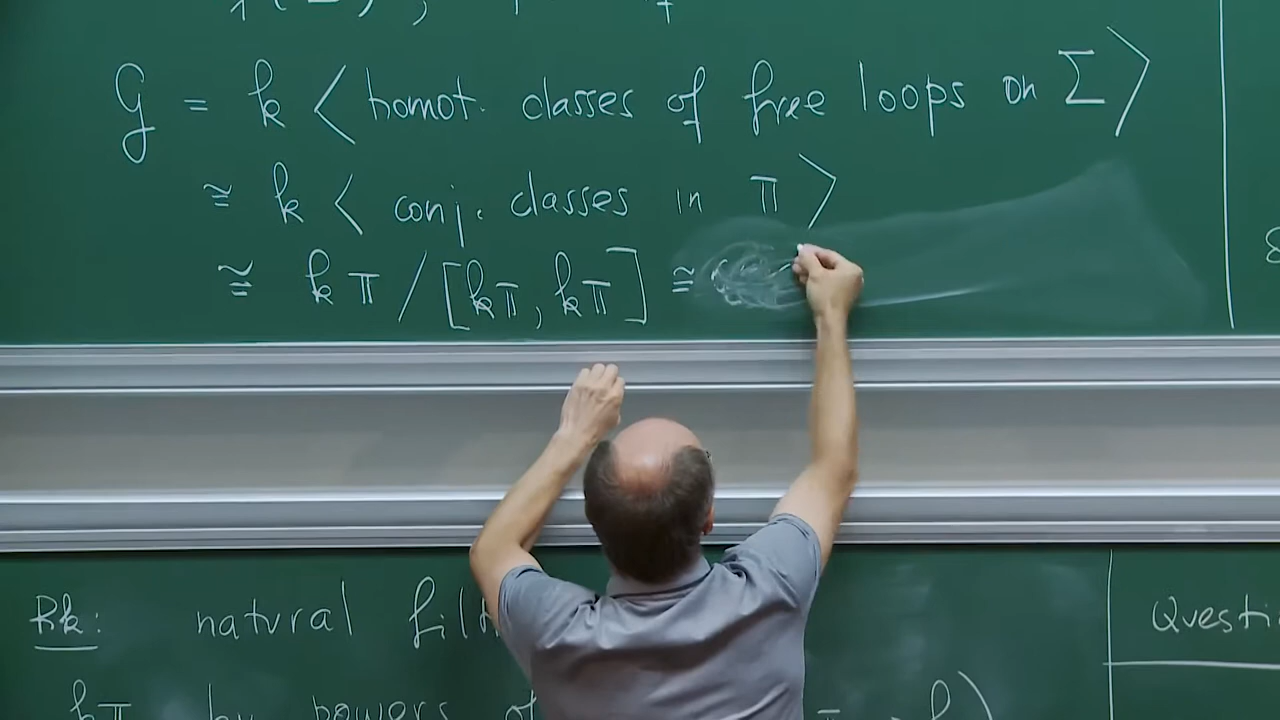 𝒢 = k < homot. classes of free loops on Σ >
≅ k < conj. classes in π >
≅ kπ / [kπ, kπ] ≅
Rk: natural
kπ by powers of
Questi